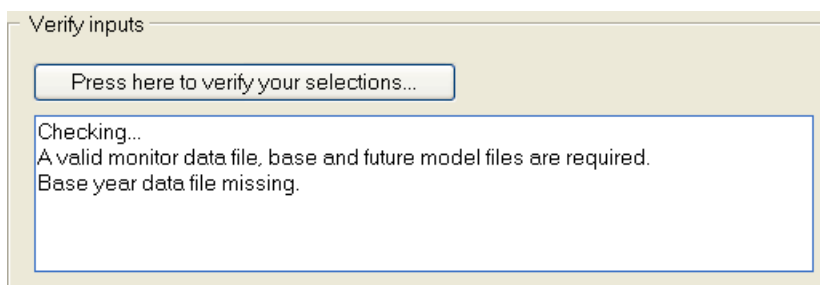 Verify inputs
Press here to verify your selections...
Checking...
A valid monitor data file, base and future model files are required.
Base year data file missing.